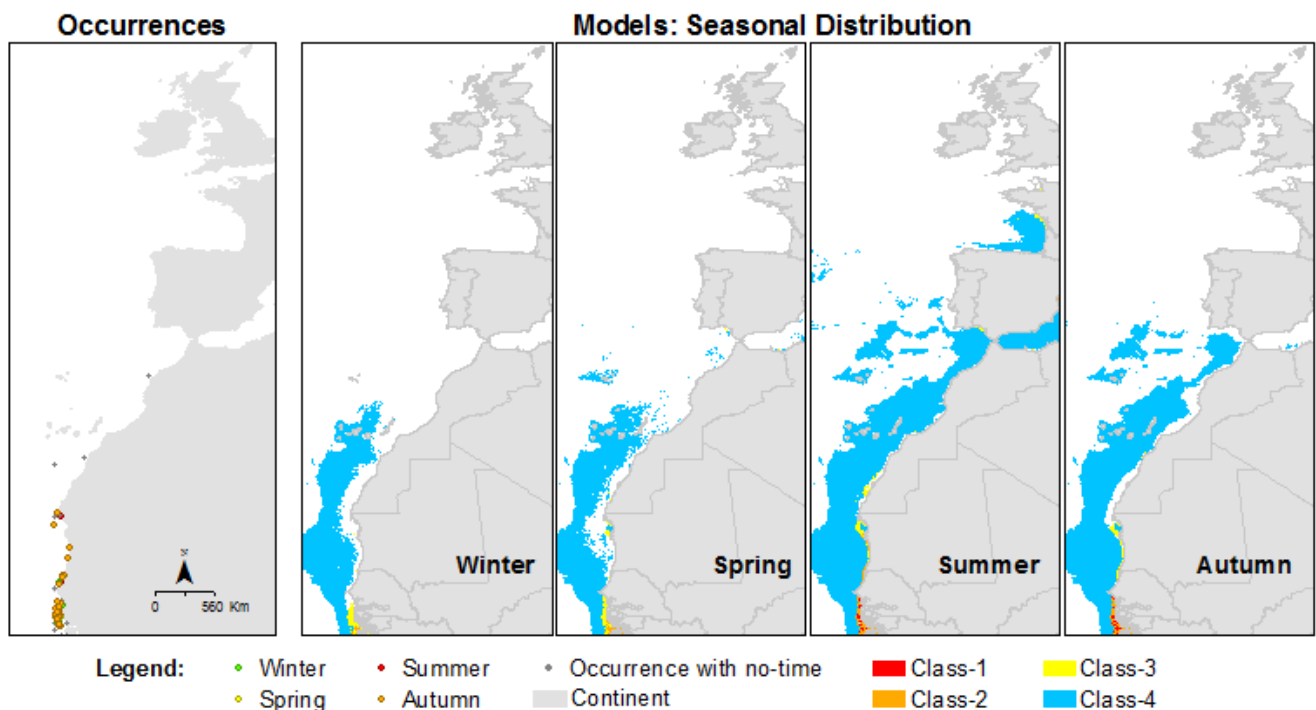 Occurrences
Models: Seasonal Distribution
Winter
Spring
Summer
Autumn
0 560 Km
Legend:
Winter
Summer
Occurrence with no-time
Class-1
Class-3
Spring
Autumn
Continent
Class-2
Class-4